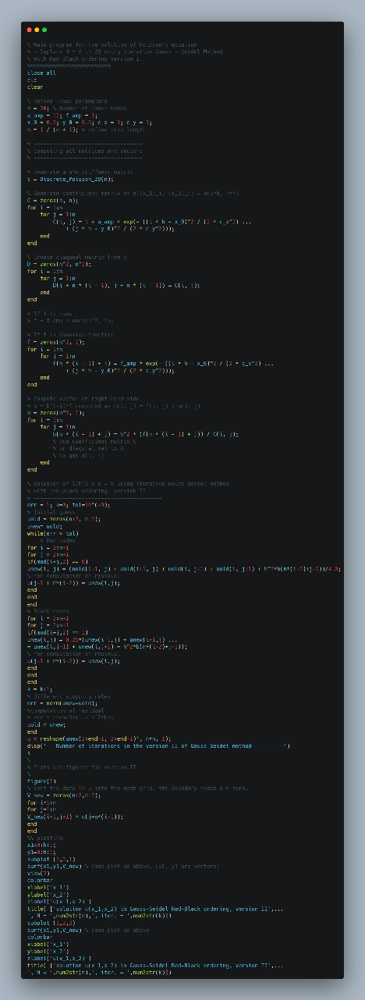 % Main program for the solution of Poisson's equation
% - laplace u = f in 2D using iterative Gauss - Seidel Method
% With Red-Black ordering Version I
close all
clc
clear
% Define input parameters
n = 20; % Number of inner nodes
a_amp = 12; f_amp = 1;
x_0 = 0.5; y_0 = 0.5; c_x = 1; c_y = 1;
h = 1 / (n + 1); % define step length
% ----------------------------------
% Computing all matrices and vectors
% ----------------------------------
% Generate a n*n stiffness matrix
s = Discrete_Poisson_2D(n);
% Generate coefficient matrix of a((x_1)_i, (x_2)_j) = a(i*h, j*h)
C = zeros(n, n);
for i = 1:n
for j = 1:n
C(i, j) = 1 + a_amp * exp(- ((i * h - x_0)^2 / (2 * c_x^2) ...
+ (j * h - y_0)^2 / (2 * c_y^2)));
end
end
% Create diagonal matrix from c
D = zeros(n^2, n^2);
for i = 1:n
for j = 1:n
D(j + n * (i - 1), j + n * (i - 1)) = C(i, j);
end
end
% If f is cons
% f = f_amp * ones(n^2, 1);
% If f is Gaussian function
f = zeros(n^2, 1);
for i = 1:n
for j = 1:n
f(n * (i - 1) + j) = f_amp * exp(- ((i * h - x_0)^2 / (2 * c_x^2) ...
+ (j * h - y_0)^2 / (2 * c_y^2)));
end
end
% Compute vector of right hand side
% b = D^(-1)*f computed as b(i, j) = f(i, j) / a(i, j)
b = zeros(n^2, 1);
for i = 1:n
for j = 1:n
b(n * (i - 1) + j) = h^2 * (f(n * (i - 1) + j)) / C(i, j);
% Use Coefficient matrix C
% or diagonal matrix D
% to get a(i, j)
end
end
% Solution of 1/h^2 S u = b using iterative Gauss Seidel method
% with red-black ordering, version II
% ----------------------------------------
err = 1; k=0; tol=10^(-9);
% Initial guess
uold = zeros(n+2, n+2);
unew= uold;
while(err > tol)
% Red nodes
for i = 2:n+1
for j = 2:n+1
if(mod(i+j,2) == 0)
unew(i, j) = (uold(i-1, j) + uold(i+1, j) + uold(i, j-1) + uold(i, j+1) + h^2*b(n*(i-2)+j-1))/4.0;
% for computation of residual
u(j-1 + n*(i-2)) = unew(i,j);
end
end
end
% Black nodes
for i = 2:n+1
for j = 2:n+1
if(mod(i+j,2) == 1)
unew(i,j) = 0.25*(unew(i-1,j) + unew(i+1,j) ...
+ unew(i,j-1) + unew(i,j+1) + h^2*b(n*(i-2)+j-1));
% for computation of residual
u(j-1 + n*(i-2)) = unew(i,j);
end
end
end
k = k+1;
% different stopping rules
err = norm(unew-uold);
%computation of residual
% err = norm(S*u' - h^2*b);
uold = unew;
end
u = reshape(unew(2:end-1, 2:end-1)', n*n, 1);
disp('-- Number of iterations in the version II of Gauss Seidel method----------')
k
%
% Plots and figures for version II
%
figure(2)
% sort the data in u into the mesh-grid, the boundary nodes are zero.
V_new = zeros(n+2,n+2);
for i=1:n
for j=1:n
V_new(i+1,j+1) = u(j+n*(i-1));
end
end
%% plotting
x1=0:h:1;
y1=0:h:1;
subplot (1,2,1)
surf(x1,y1,V_new) % same plot as above, (x1, y1 are vectors)
view(2)
colorbar
xlabel('x_1')
ylabel('x_2')
zlabel('u(x_1,x_2)')
title( ['solution u(x_1,x_2) in Gauss-Seidel Red-Black ordering, version II',...
', N = ',num2str(n),', iter. = ',num2str(k)])
subplot (1,2,2)
surf(x1,y1,V_new) % same plot as above
colorbar
xlabel('x_1')
ylabel('x_2')
zlabel('u(x_1,x_2)')
title( ['solution u(x_1,x_2) in Gauss-Seidel Red-Black ordering, version II',...
', N = ',num2str(n),', iter. = ',num2str(k)])